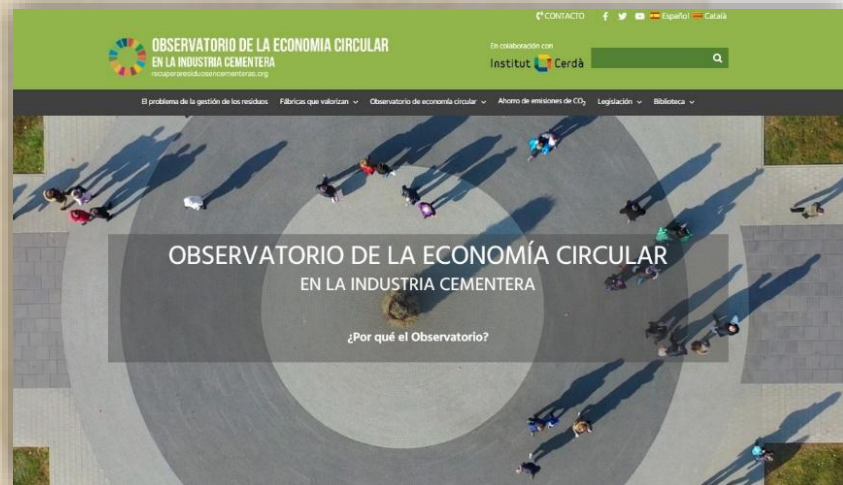 CONTACTO Español Català
OBSERVATORIO DE LA ECONOMIA CIRCULAR
EN LA INDUSTRIA CEMENTERA
recuperaresiduosencementeras.org
En colaboración con
Institut Cerdà
El problema de la gestión de los residuos Fábricas que valorizan Observatorio de economía circular Ahorro de emisiones de CO₂ Legislación Biblioteca
OBSERVATORIO DE LA ECONOMÍA CIRCULAR
EN LA INDUSTRIA CEMENTERA
¿Por qué el Observatorio?